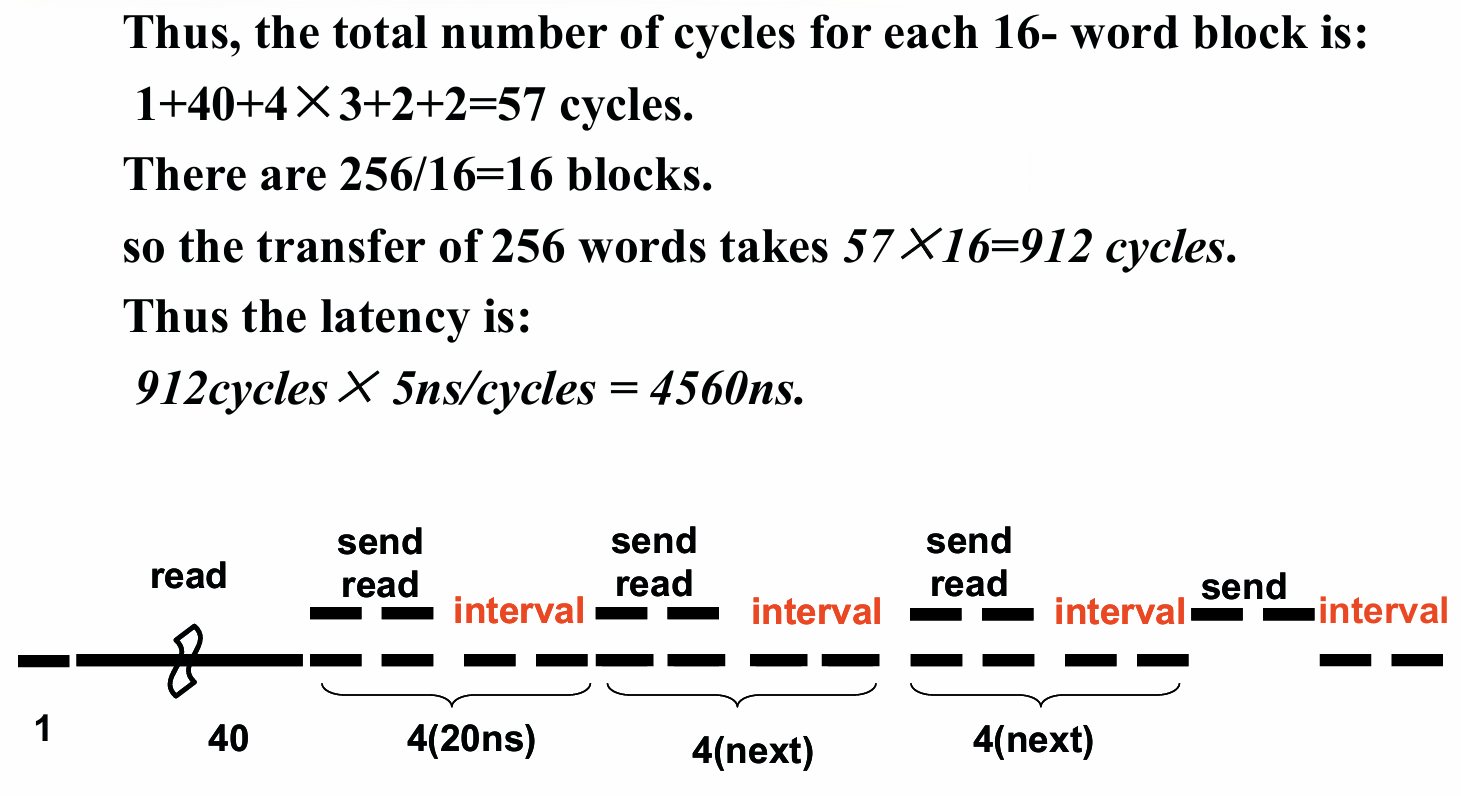 Thus, the total number of cycles for each 16- word block is:
1+40+4×3+2+2=57 cycles.
There are 256/16=16 blocks.
so the transfer of 256 words takes 57×16=912 cycles.
Thus the latency is:
912cycles × 5ns/cycles = 4560ns.
send send send
read read read read send
interval interval interval interval
1 40 4(20ns) 4(next) 4(next)